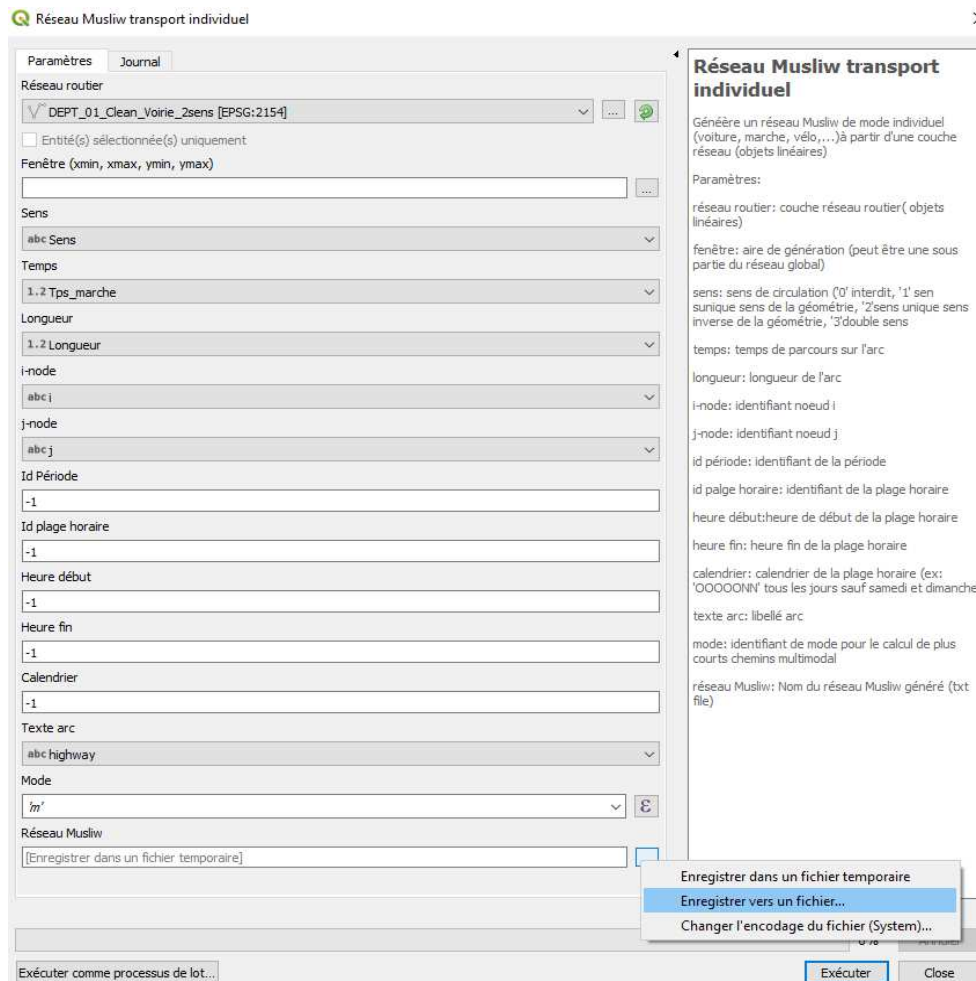 Réseau Musliw transport individuel
Paramètres
Journal
Réseau routier
DEPT_01_Clean_Voirie_2sens [EPSG:2154]
...
Entité(s) sélectionnée(s) uniquement
Fenêtre (xmin, xmax, ymin, ymax)
...
Sens
abc Sens
Temps
1.2 Tps_marche
Longueur
1.2 Longueur
i-node
abc i
j-node
abc j
Id Période
-1
Id plage horaire
-1
Heure début
-1
Heure fin
-1
Calendrier
-1
Texte arc
abc highway
Mode
'm'
ε
Réseau Musliw
[Enregistrer dans un fichier temporaire]
Enregistrer dans un fichier temporaire
Enregistrer vers un fichier...
Changer l'encodage du fichier (System)...
0%
Annuler
Exécuter comme processus de lot...
Exécuter
Close
Réseau Musliw transport
individuel
Généère un réseau Musliw de mode individuel
(voiture, marche, vélo,...)à partir d'une couche
réseau (objets linéaires)
Paramètres:
réseau routier: couche réseau routier( objets
linéaires)
fenêtre: aire de génération (peut être une sous
partie du réseau global)
sens: sens de circulation ('0' interdit, '1' sen
sunique sens de la géométrie, '2'sens unique sens
inverse de la géométrie, '3'double sens
temps: temps de parcours sur l'arc
longueur: longueur de l'arc
i-node: identifiant noeud i
j-node: identifiant noeud j
id période: identifiant de la période
id palge horaire: identifiant de la plage horaire
heure début:heure de début de la plage horaire
heure fin: heure fin de la plage horaire
calendrier: calendrier de la plage horaire (ex:
'OOOOONN' tous les jours sauf samedi et dimanche
texte arc: libellé arc
mode: identifiant de mode pour le calcul de plus
courts chemins multimodal
réseau Musliw: Nom du réseau Musliw généré (txt
file)